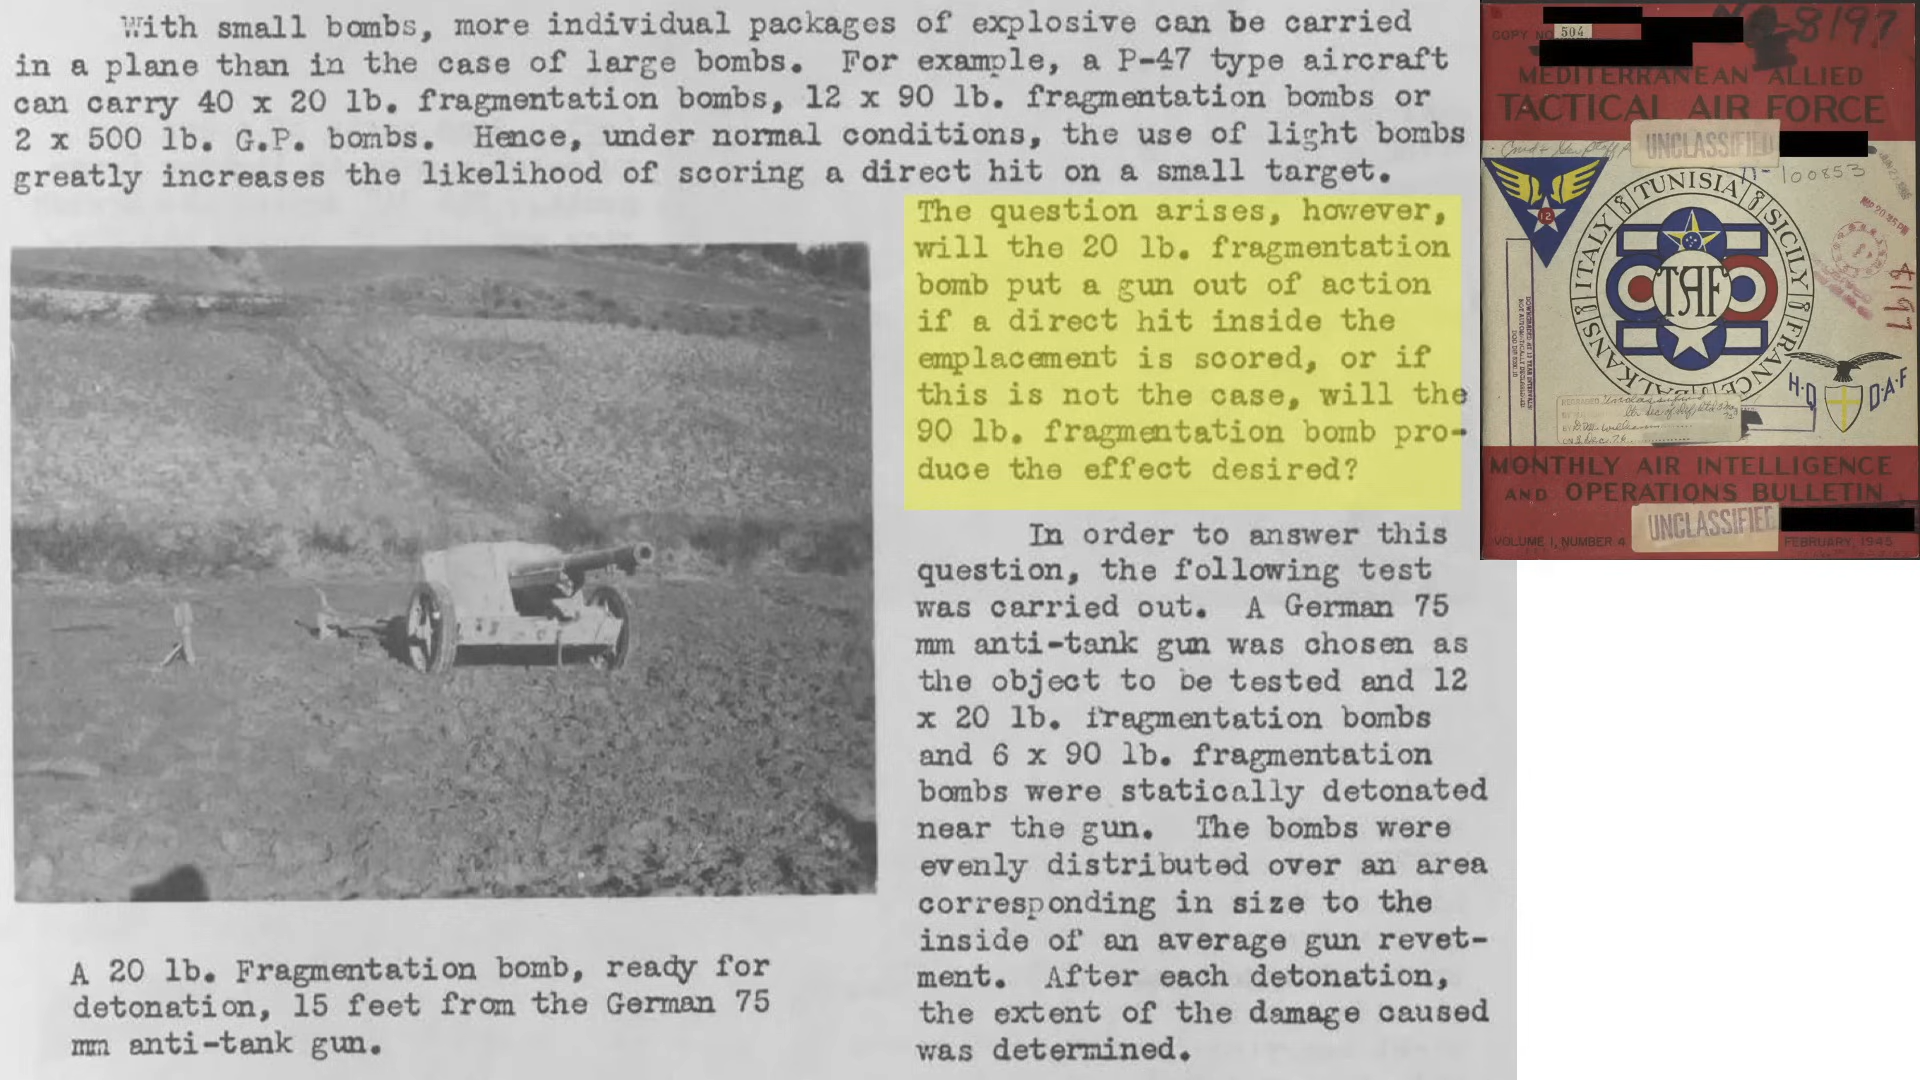 With small bombs, more individual packages of explosive can be carried
in a plane than in the case of large bombs. For example, a P-47 type aircraft
can carry 40 x 20 lb. fragmentation bombs, 12 x 90 lb. fragmentation bombs or
2 x 500 lb. G.P. bombs. Hence, under normal conditions, the use of light bombs
greatly increases the likelihood of scoring a direct hit on a small target.
The question arises, however,
will the 20 lb. fragmentation
bomb put a gun out of action
if a direct hit inside the
emplacement is scored, or if
this is not the case, will the
90 lb. fragmentation bomb pro-
duce the effect desired?
In order to answer this
question, the following test
was carried out. A German 75
mm anti-tank gun was chosen as
the object to be tested and 12
x 20 lb. fragmentation bombs
and 6 x 90 lb. fragmentation
bombs were statically detonated
near the gun. The bombs were
evenly distributed over an area
corresponding in size to the
inside of an average gun revet-
ment. After each detonation,
the extent of the damage caused
was determined.
A 20 lb. Fragmentation bomb, ready for
detonation, 15 feet from the German 75
mm anti-tank gun.
COPY NO 504
8197
MEDITERRANEAN ALLIED
TACTICAL AIR FORCE
UNCLASSIFIED
100853
12
ITALY TUNISIA SICILY FRANCE BALKANS
TAF
8197
H.Q D.A.F
MONTHLY AIR INTELLIGENCE
AND OPERATIONS BULLETIN
UNCLASSIFIED
VOLUME 1, NUMBER 4 FEBRUARY, 1945